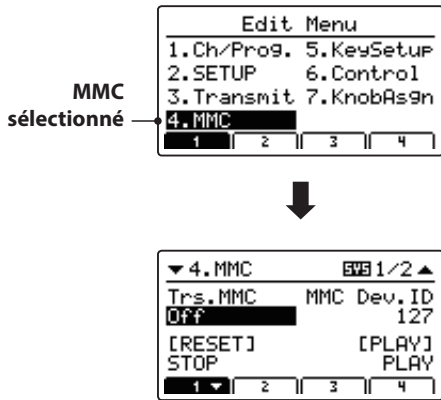 Edit Menu
1.Ch/Prog. 5.KeySetup
2.SETUP 6.Control
3.Transmit 7.KnobAsgn
4.MMC
1 2 3 4
MMC
sélectionné
▼4.MMC SYS 1/2▲
Trs.MMC MMC Dev.ID
Off 127
[RESET] [PLAY]
STOP PLAY
1▼ 2 3 4